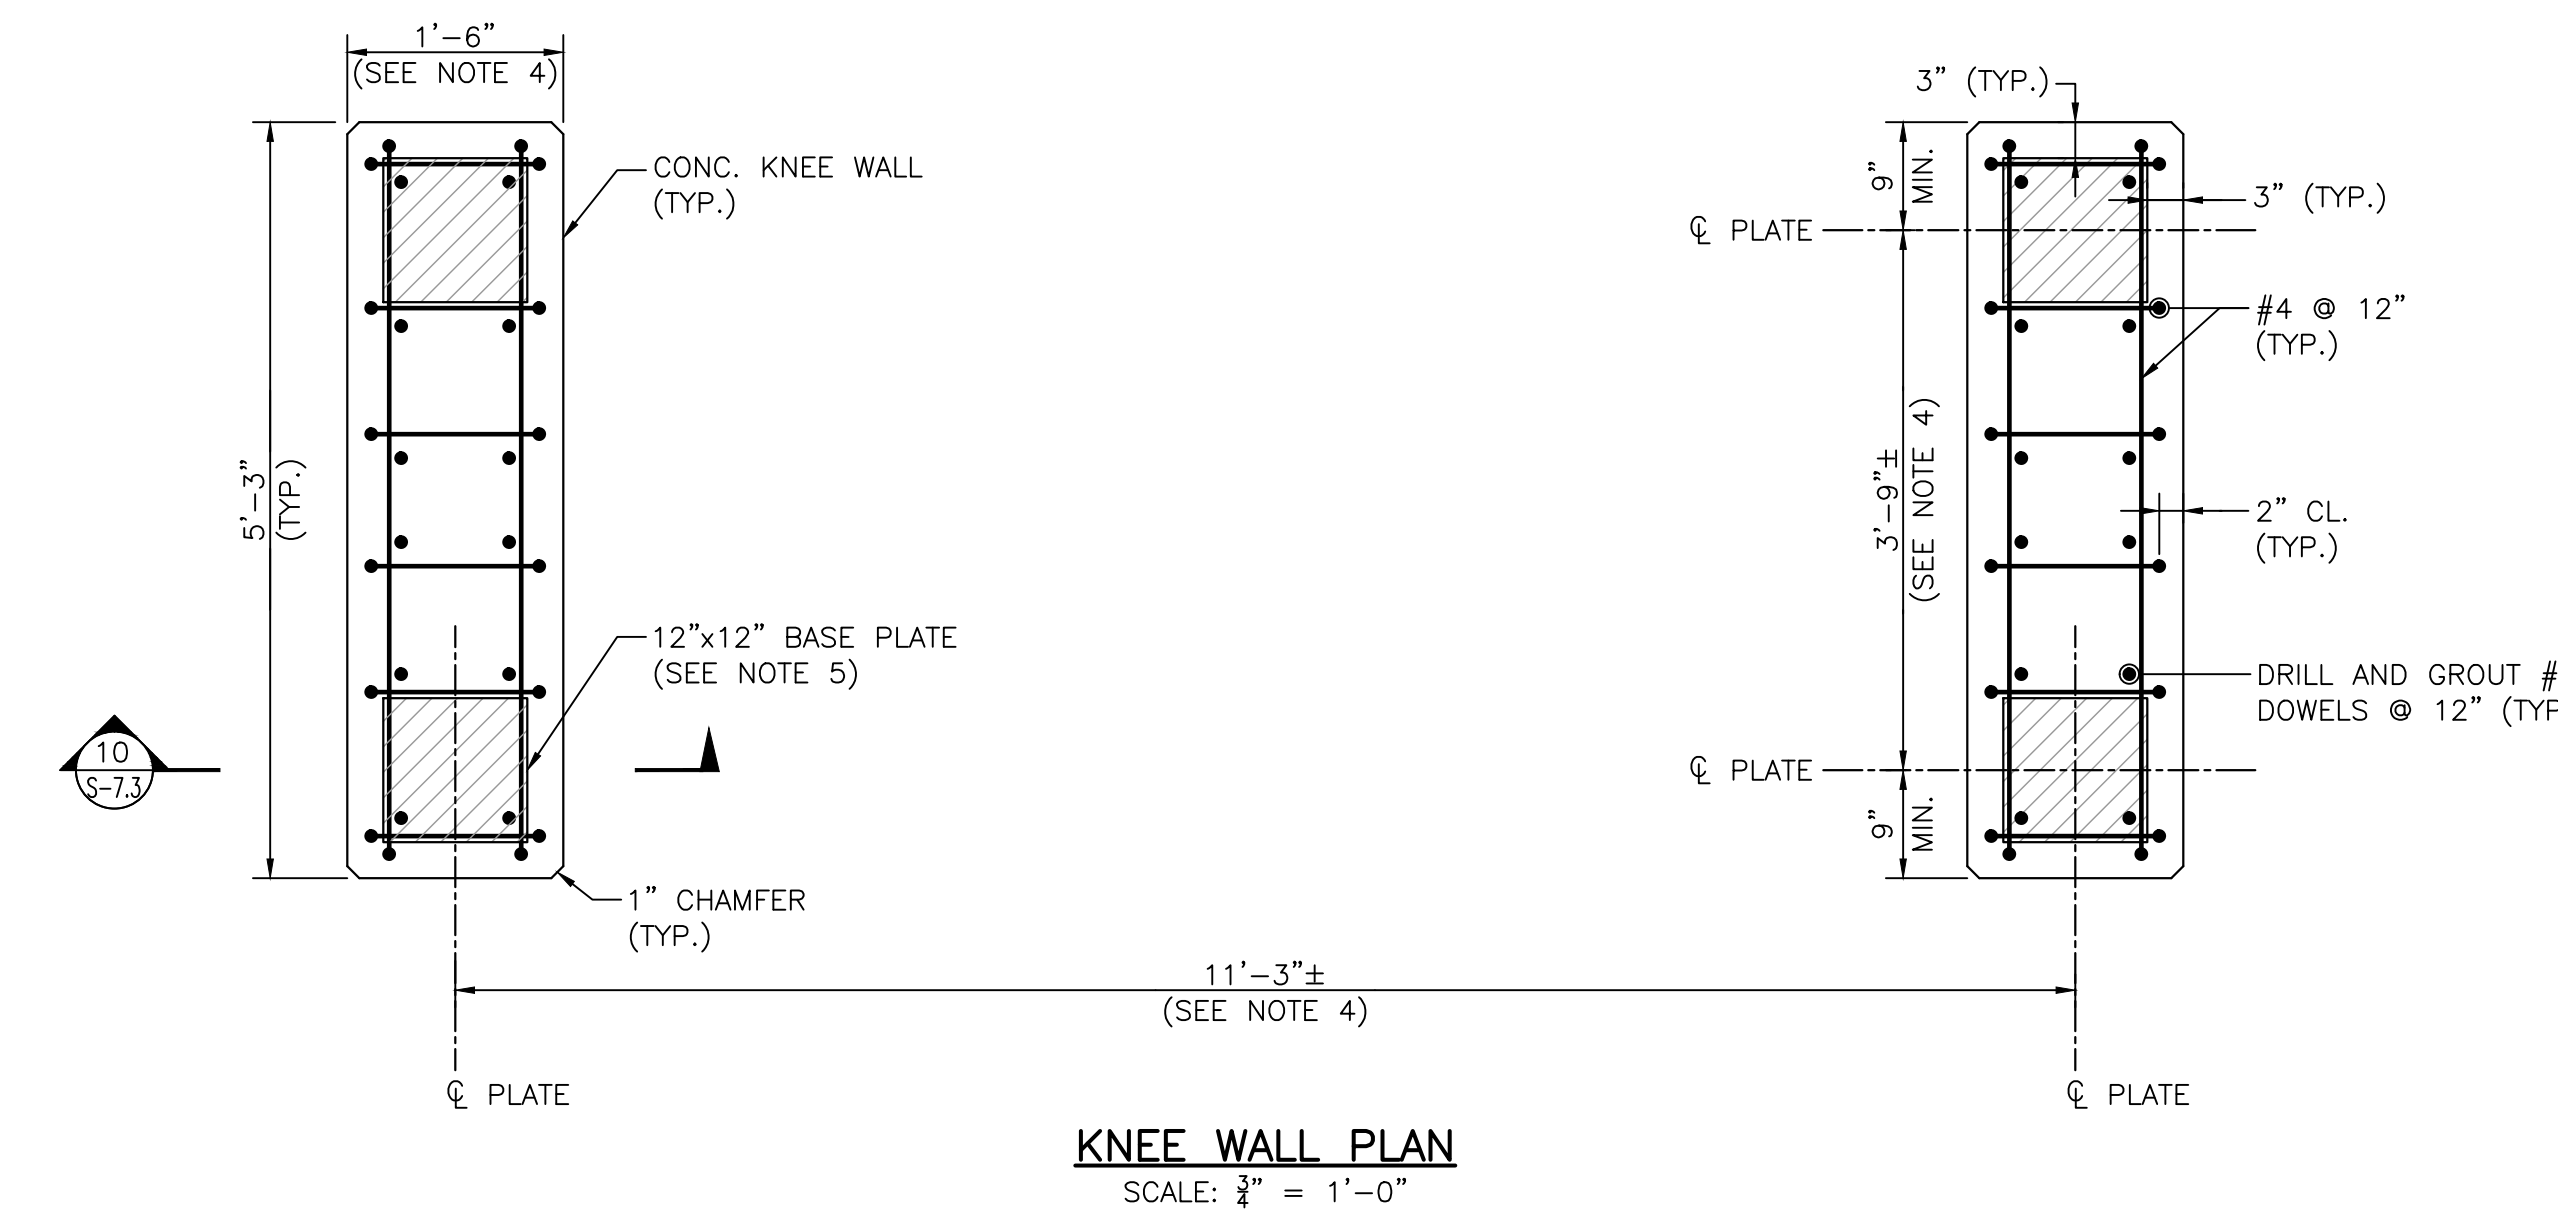 1'-6"
(SEE NOTE 4)
CONC. KNEE WALL
(TYP.)
5'-3"
(TYP.)
12"x12" BASE PLATE
(SEE NOTE 5)
10
S-7.3
1" CHAMFER
(TYP.)
℄ PLATE
11'-3"±
(SEE NOTE 4)
3" (TYP.)
9"
MIN.
℄ PLATE
3" (TYP.)
#4 @ 12"
(TYP.)
3'-9"±
(SEE NOTE 4)
2" CL.
(TYP.)
DRILL AND GROUT #
DOWELS @ 12" (TYP
℄ PLATE
9"
MIN.
℄ PLATE
KNEE WALL PLAN
SCALE: 3/4" = 1'-0"